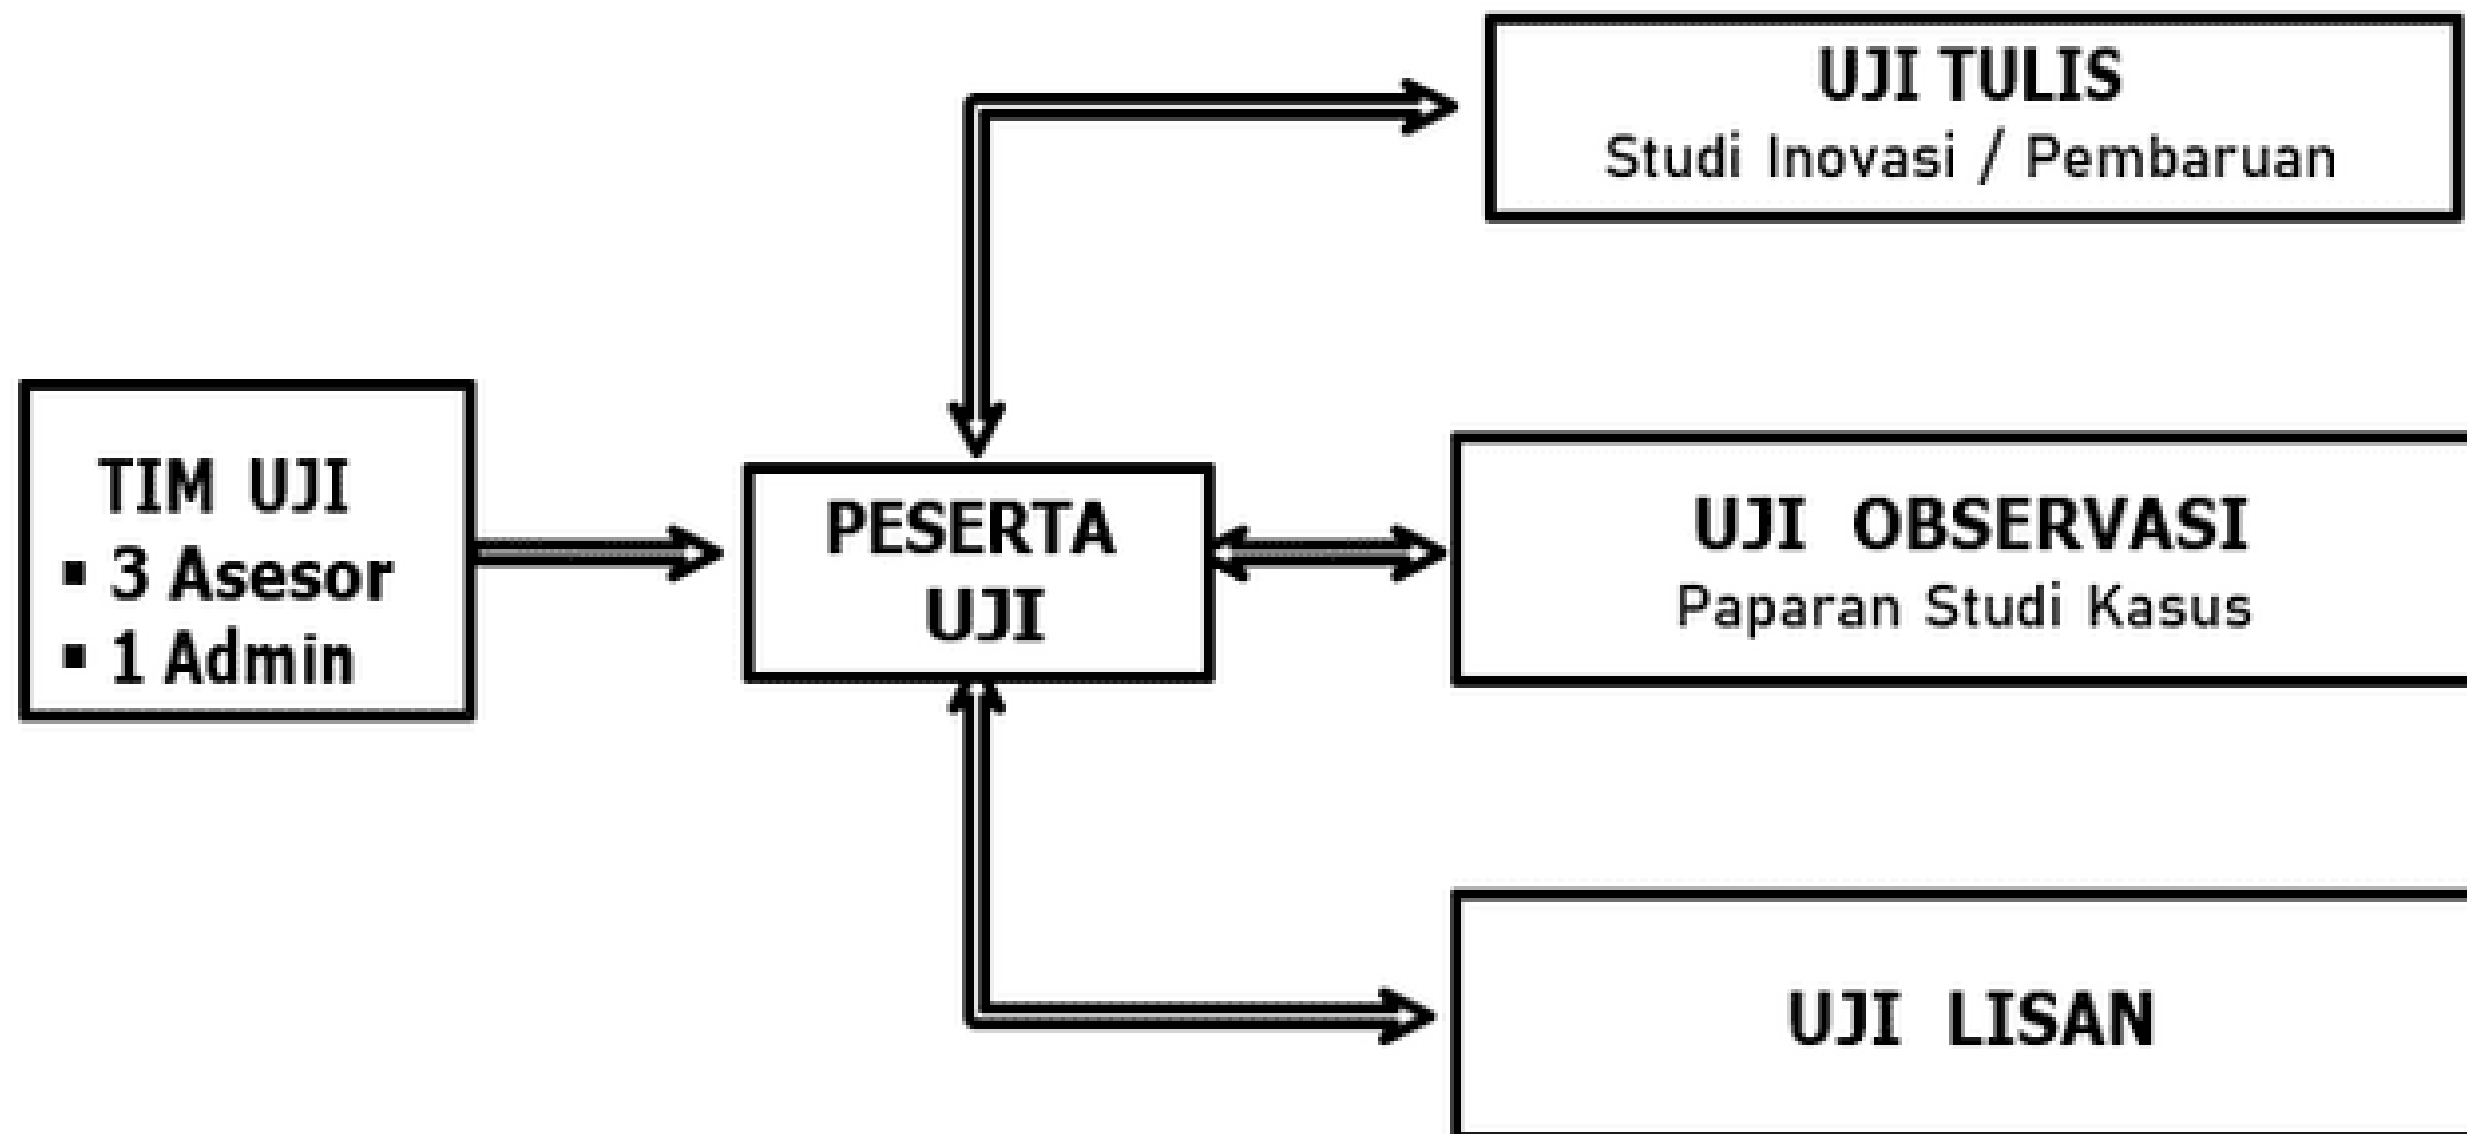 UJI TULIS
Studi Inovasi / Pembaruan
TIM UJI
▪ 3 Asesor
▪ 1 Admin
PESERTA
UJI
UJI OBSERVASI
Paparan Studi Kasus
UJI LISAN